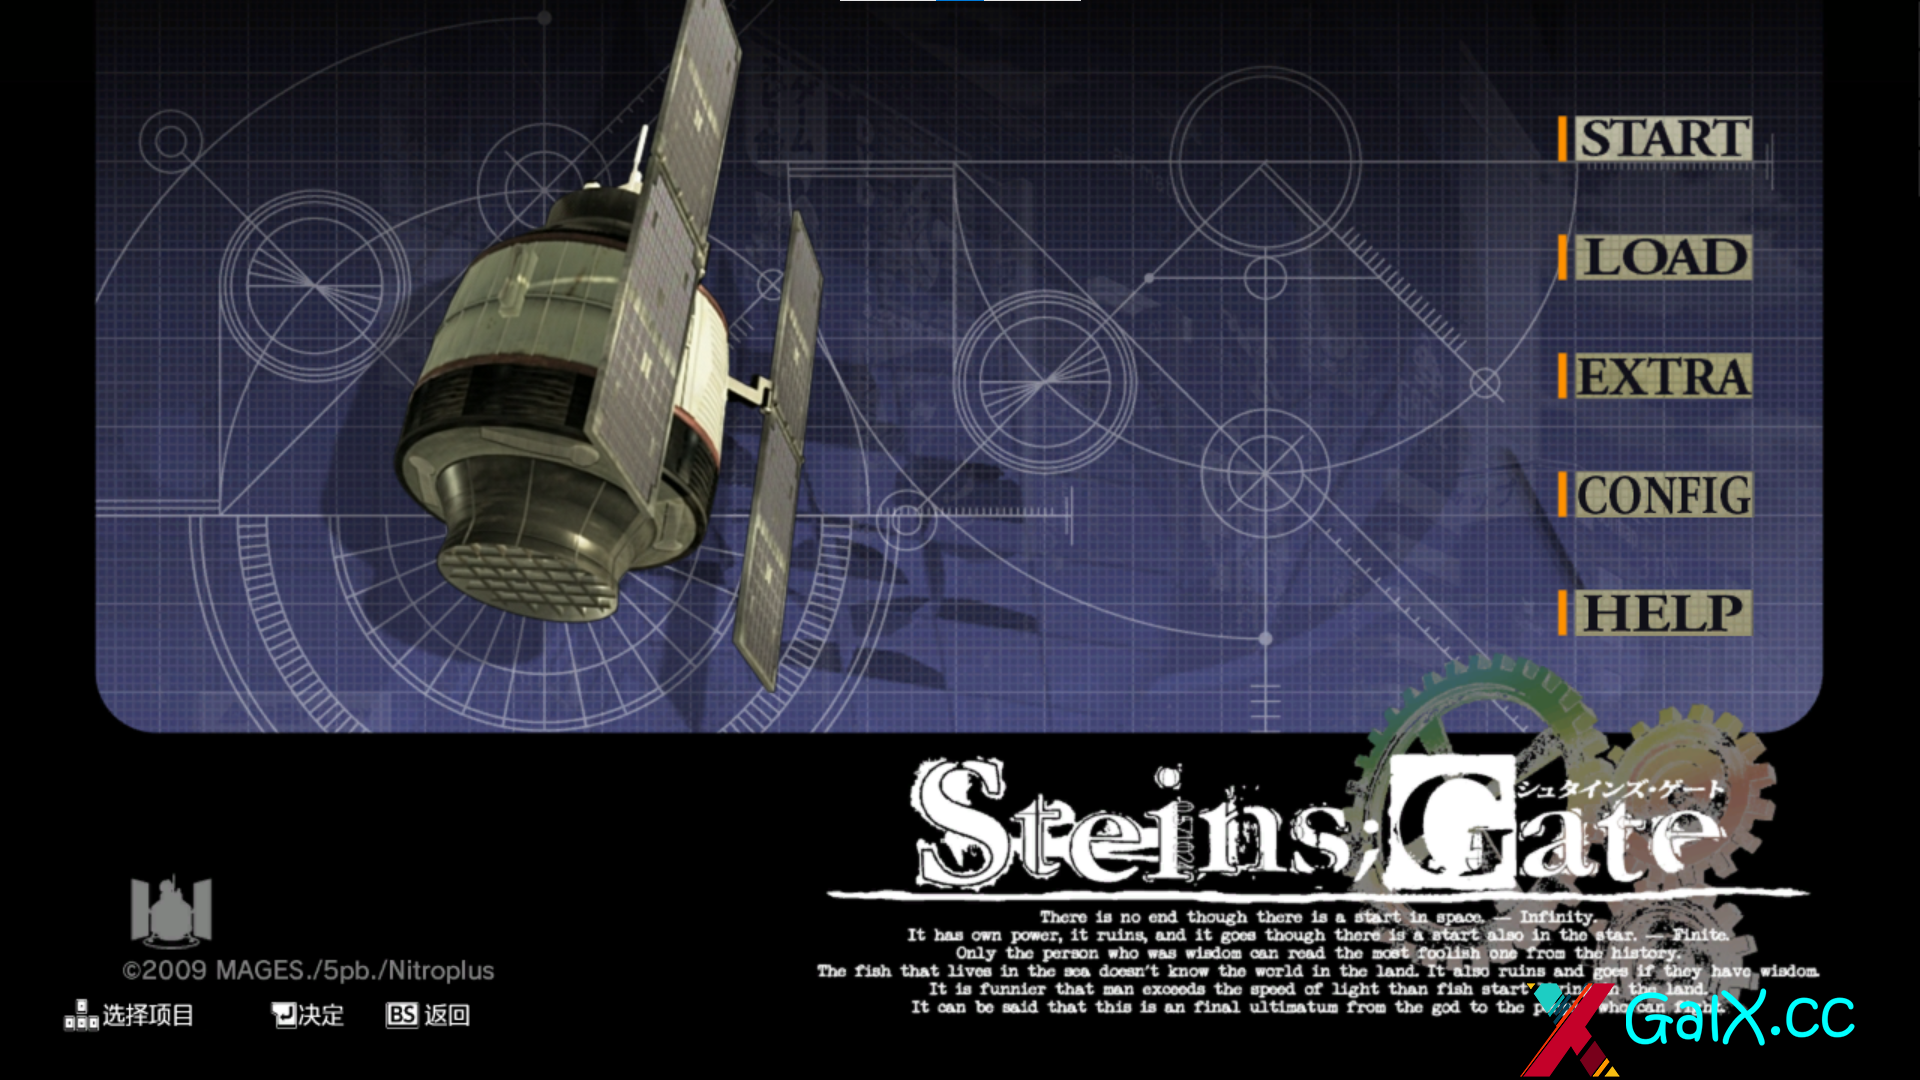 START
LOAD
EXTRA
CONFIG
HELP
Steins;Gate
シュタインズ・ゲート
There is no end though there is a start in space. — Infinity.
It has own power, it ruins, and it goes though there is a start also in the star. — Finite.
Only the person who was wisdom can read the most foolish one from the history.
The fish that lives in the sea doesn't know the world in the land. It also ruins and goes if they have wisdom.
It is funnier that man exceeds the speed of light than fish start in the land.
It can be said that this is an final ultimatum from the god to the who can fight.
©2009 MAGES./5pb./Nitroplus
选择项目 决定 BS 返回
GalX.cc